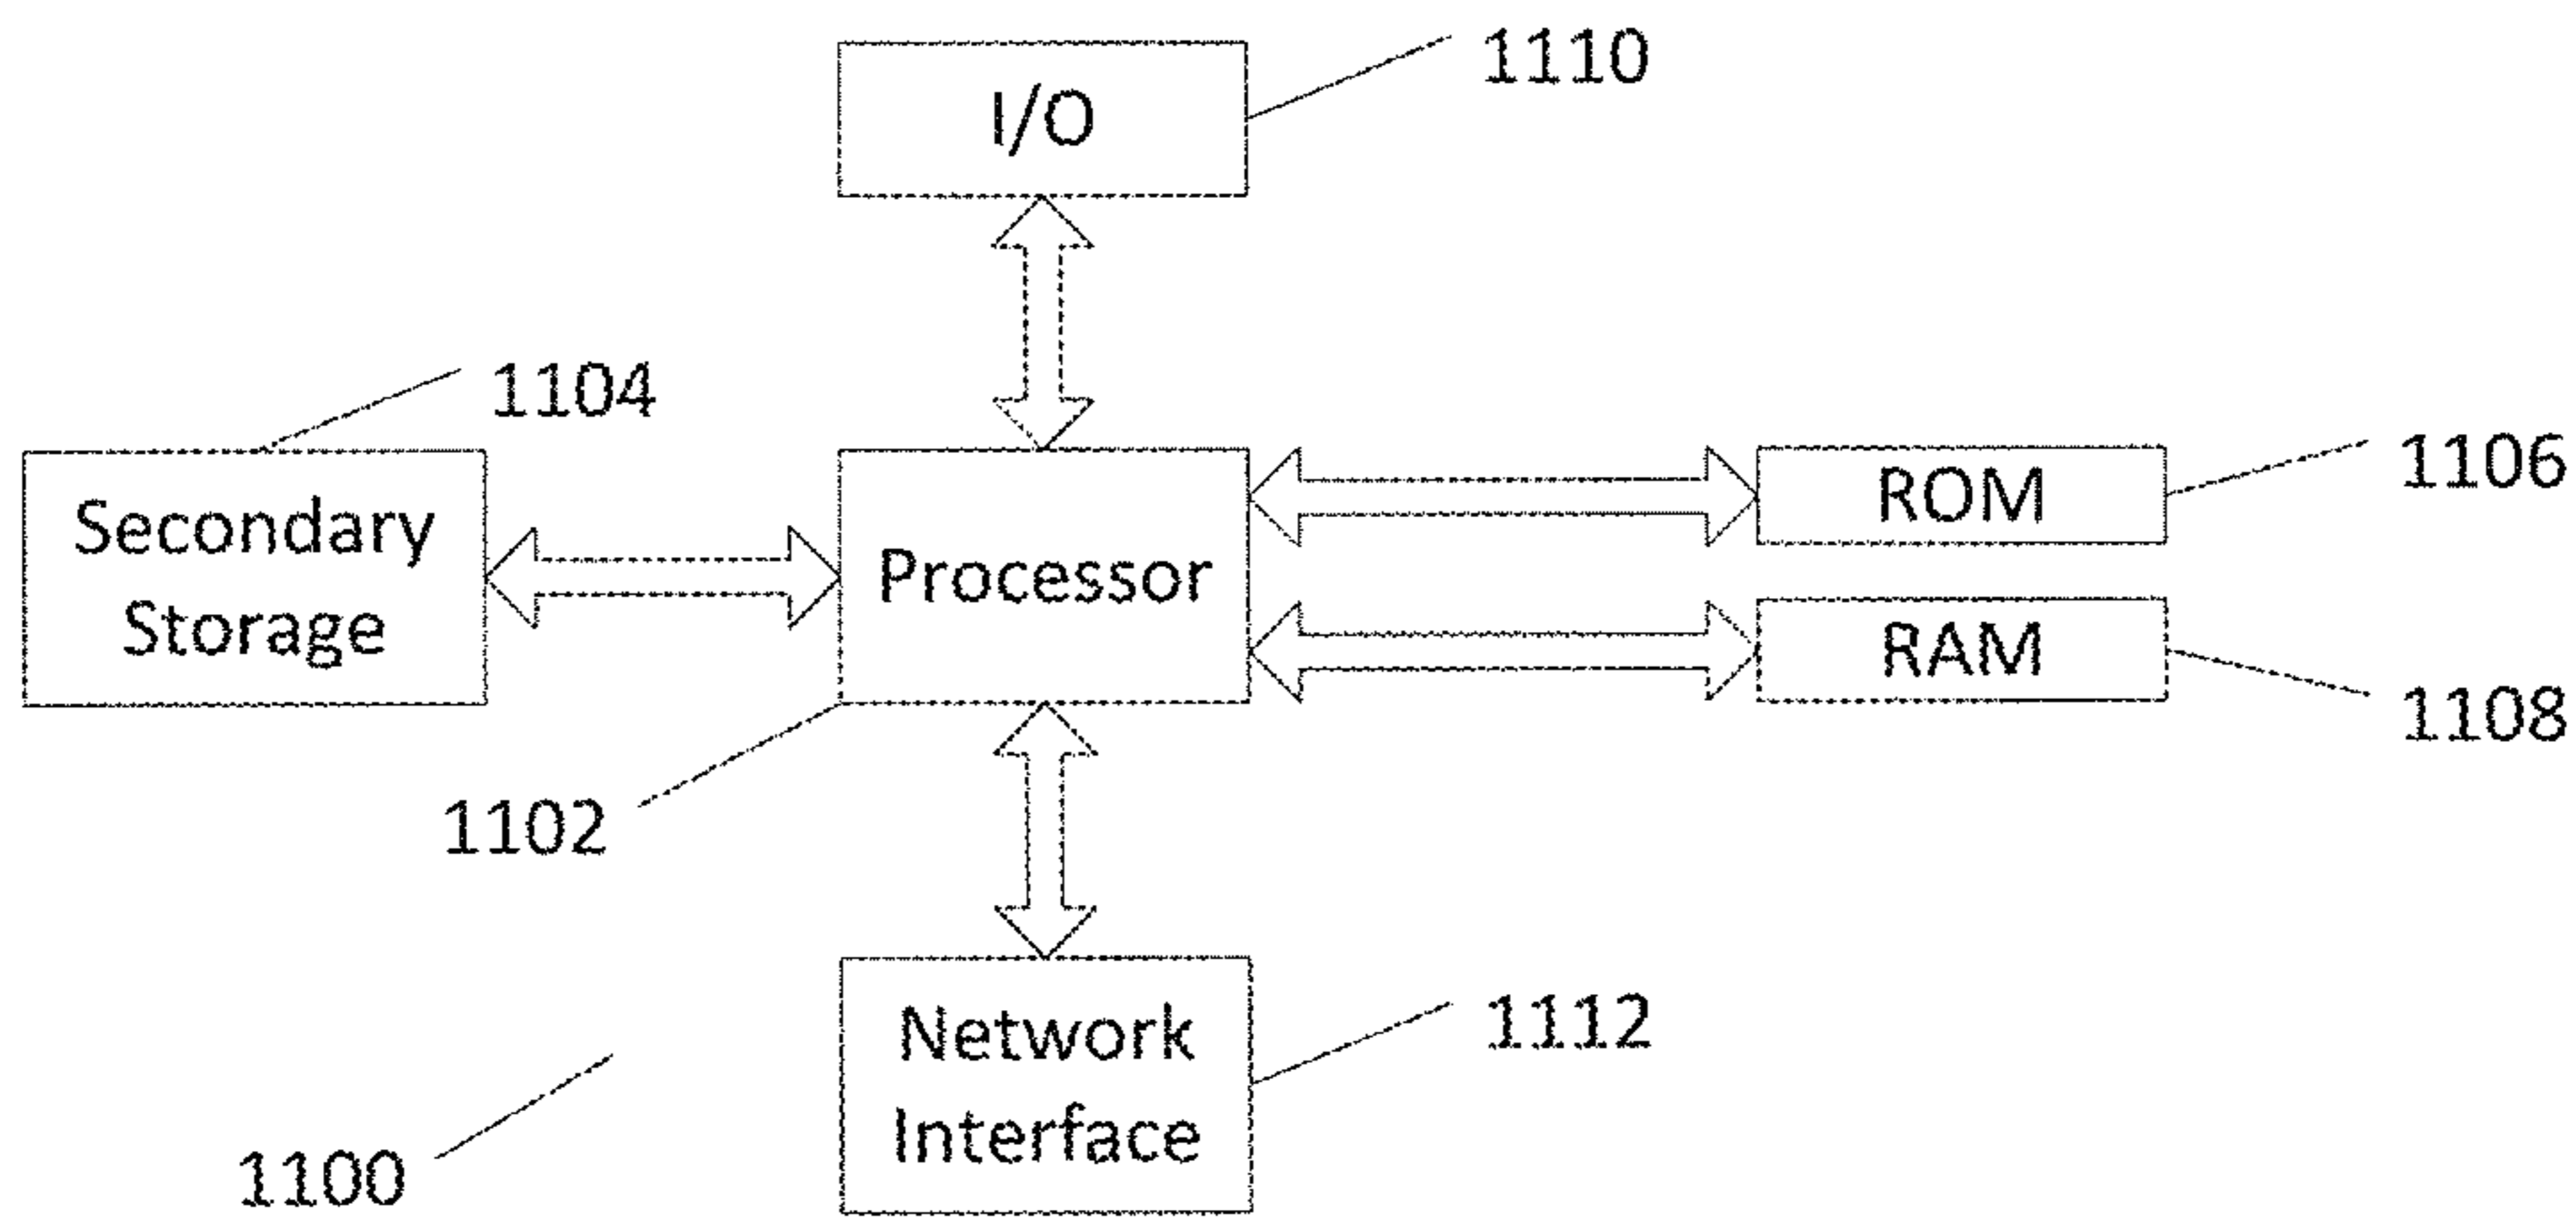 1110
I/O
1104
1106
ROM
Secondary
Storage
Processor
RAM
1108
1102
1112
Network
Interface
1100